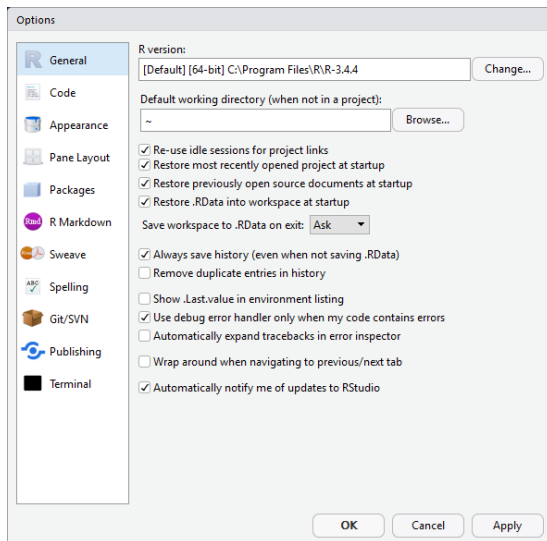 Options
General
Code
Appearance
Pane Layout
Packages
Rmd
R Markdown
Sweave
ABC
Spelling
Git/SVN
Publishing
Terminal
R version:
[Default] [64-bit] C:\Program Files\R\R-3.4.4
Change...
Default working directory (when not in a project):
~
Browse...
Re-use idle sessions for project links
Restore most recently opened project at startup
Restore previously open source documents at startup
Restore .RData into workspace at startup
Save workspace to .RData on exit: Ask
Always save history (even when not saving .RData)
Remove duplicate entries in history
Show .Last.value in environment listing
Use debug error handler only when my code contains errors
Automatically expand tracebacks in error inspector
Wrap around when navigating to previous/next tab
Automatically notify me of updates to RStudio
OK Cancel Apply